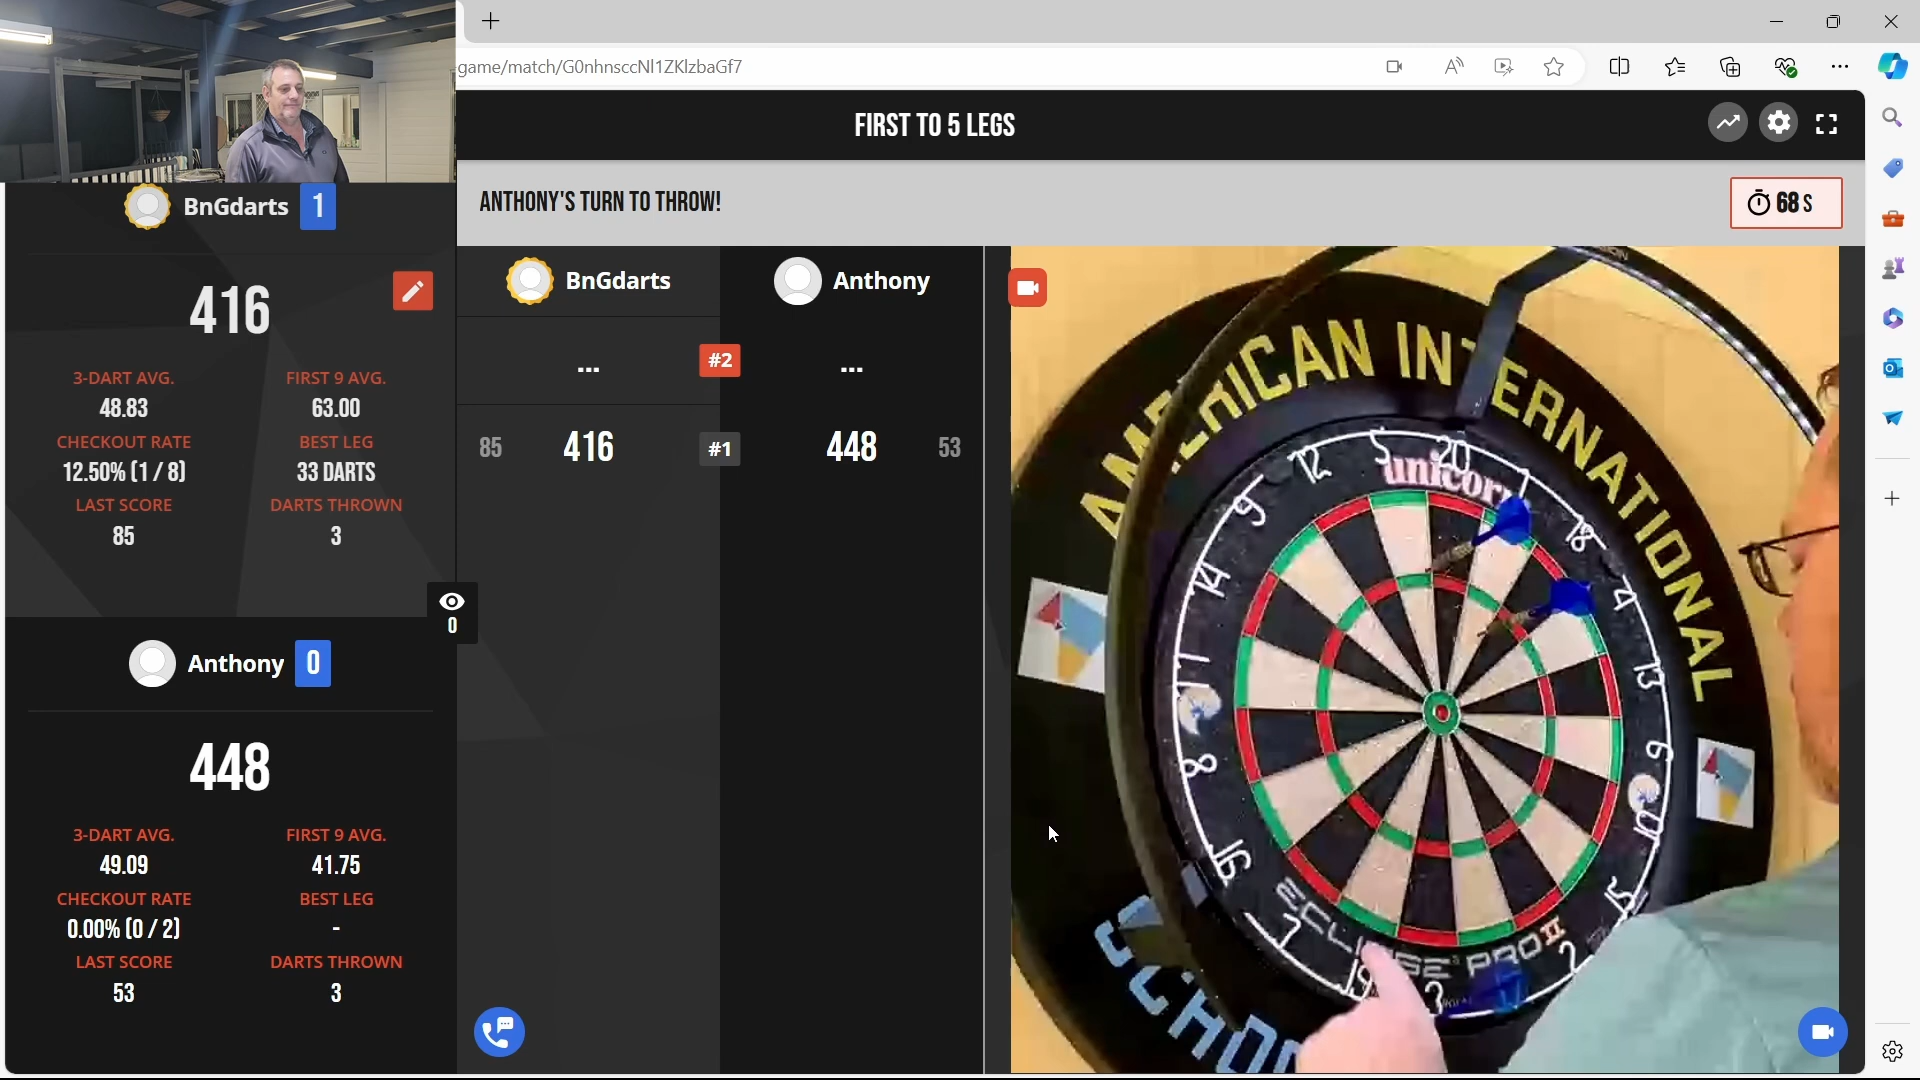 game/match/G0nhnsccNl1ZKlzbaGf7
FIRST TO 5 LEGS
ANTHONY'S TURN TO THROW!
68 S
BnGdarts 1
416
3-DART AVG. FIRST 9 AVG.
48.83 63.00
CHECKOUT RATE BEST LEG
12.50% (1 / 8) 33 DARTS
LAST SCORE DARTS THROWN
85 3
0
Anthony 0
448
3-DART AVG. FIRST 9 AVG.
49.09 41.75
CHECKOUT RATE BEST LEG
0.00% (0 / 2) -
LAST SCORE DARTS THROWN
53 3
BnGdarts Anthony
... #2 ...
85 416 #1 448 53
AMERICAN INTERNATIONAL
unicorn
20
18
4
13
6
10
15
2
3
19
7
16
8
11
14
9
12
5
ECLIPSE PRO II